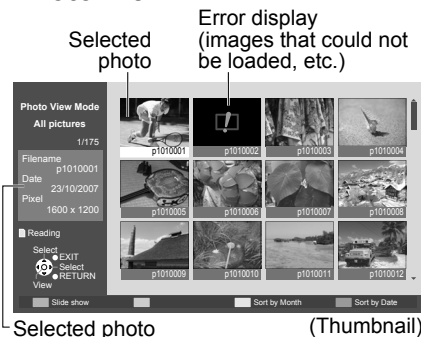 Error display
(images that could not
be loaded, etc.)
Selected
photo
Photo View Mode
All pictures
1/175
Filename
p1010001
Date
23/10/2007
Pixel
1600 x 1200
Reading
Select
EXIT
Select
RETURN
View
p1010001
p1010002
p1010003
p1010004
p1010005
p1010006
p1010007
p1010008
p1010009
p1010010
p1010011
p1010012
Slide show
Sort by Month
Sort by Date
Selected photo
(Thumbnail)